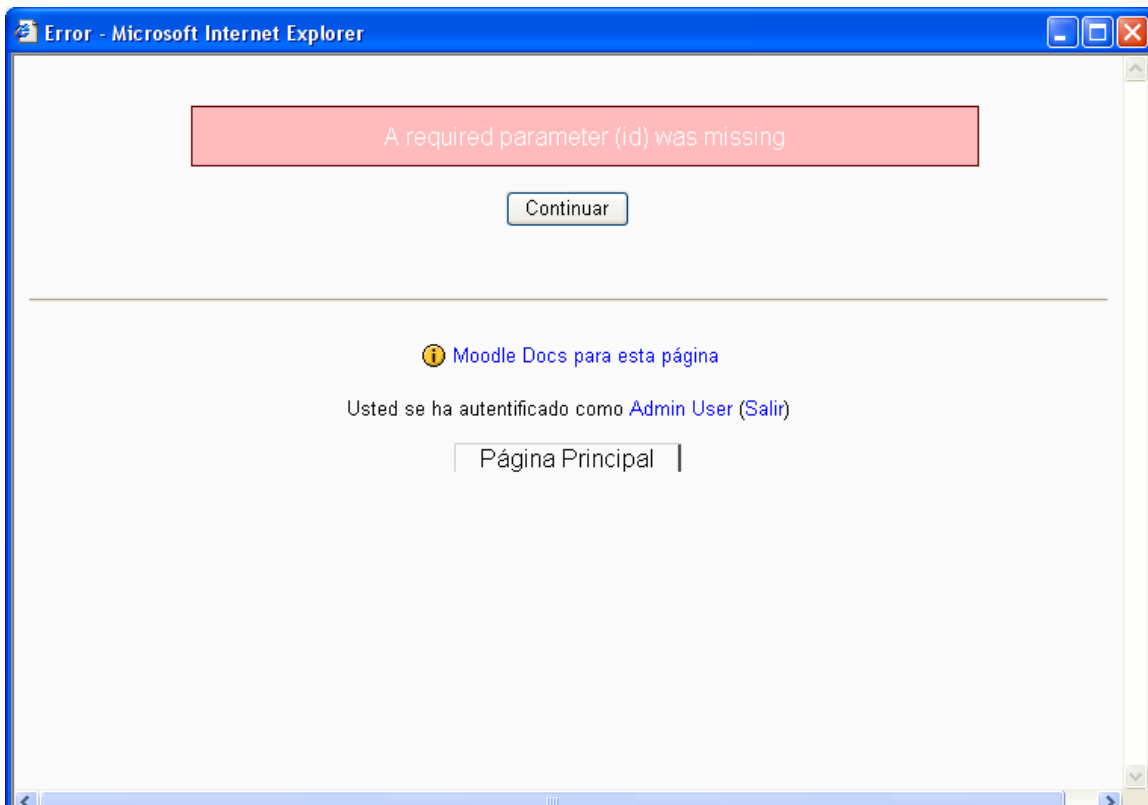 Error - Microsoft Internet Explorer
A required parameter (id) was missing
Continuar
Moodle Docs para esta página
Usted se ha autentificado como Admin User (Salir)
Página Principal